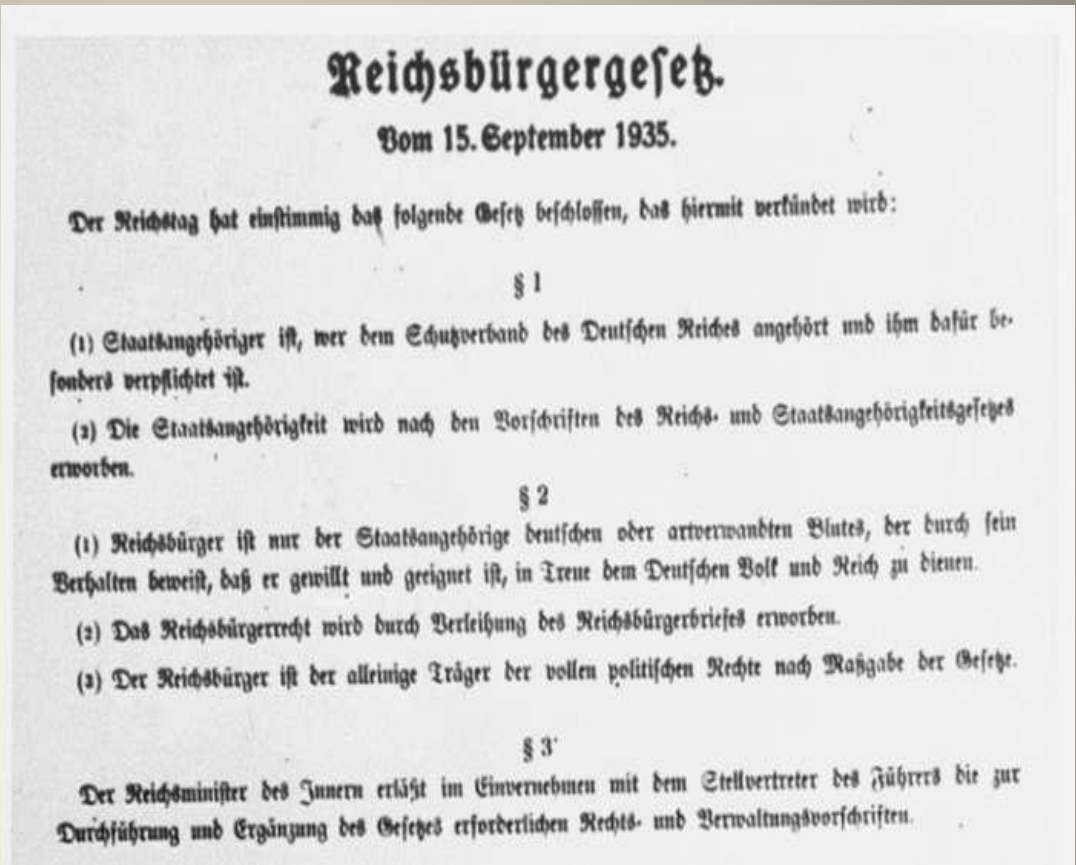 Reichsbürgergesetz.
Vom 15. September 1935.
Der Reichstag hat einstimmig das folgende Gesetz beschlossen, das hiermit verkündet wird:
§ 1
(1) Staatsangehöriger ist, wer dem Schutzverband des Deutschen Reiches angehört und ihm dafür be-
sonders verpflichtet ist.
(2) Die Staatsangehörigkeit wird nach den Vorschriften des Reichs- und Staatsangehörigkeitsgesetzes
erworben.
§ 2
(1) Reichsbürger ist nur der Staatsangehörige deutschen oder artverwandten Blutes, der durch sein
Verhalten beweist, daß er gewillt und geeignet ist, in Treue dem Deutschen Volk und Reich zu dienen.
(2) Das Reichsbürgerrecht wird durch Verleihung des Reichsbürgerbriefes erworben.
(3) Der Reichsbürger ist der alleinige Träger der vollen politischen Rechte nach Maßgabe der Gesetze.
§ 3
Der Reichsminister des Innern erläßt im Einvernehmen mit dem Stellvertreter des Führers die zur
Durchführung und Ergänzung des Gesetzes erforderlichen Rechts- und Verwaltungsvorschriften.